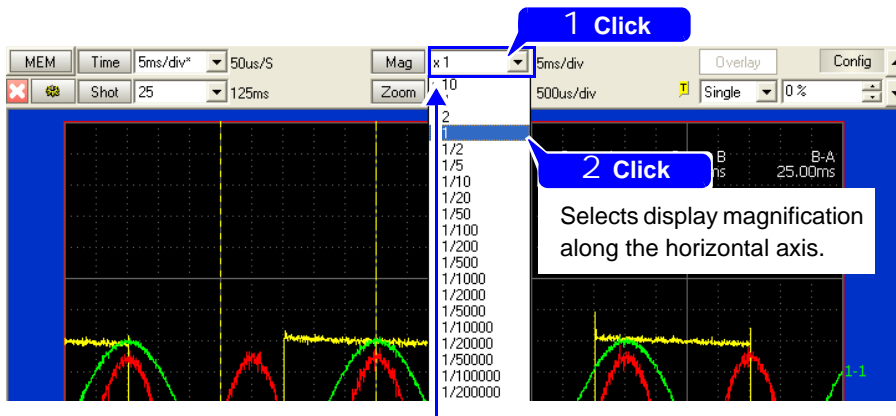 1 Click
MEM Time 5ms/div* 50us/S Mag x 1 5ms/div Overlay Config
Shot 25 125ms Zoom 500us/div T Single 0 %
10
2
1
1/2
1/5
1/10
1/20
1/50
1/100
1/200
1/500
1/1000
1/2000
1/5000
1/10000
1/20000
1/50000
1/100000
1/200000
2 Click
Selects display magnification
along the horizontal axis.
B B-A
25.00ms
1-1